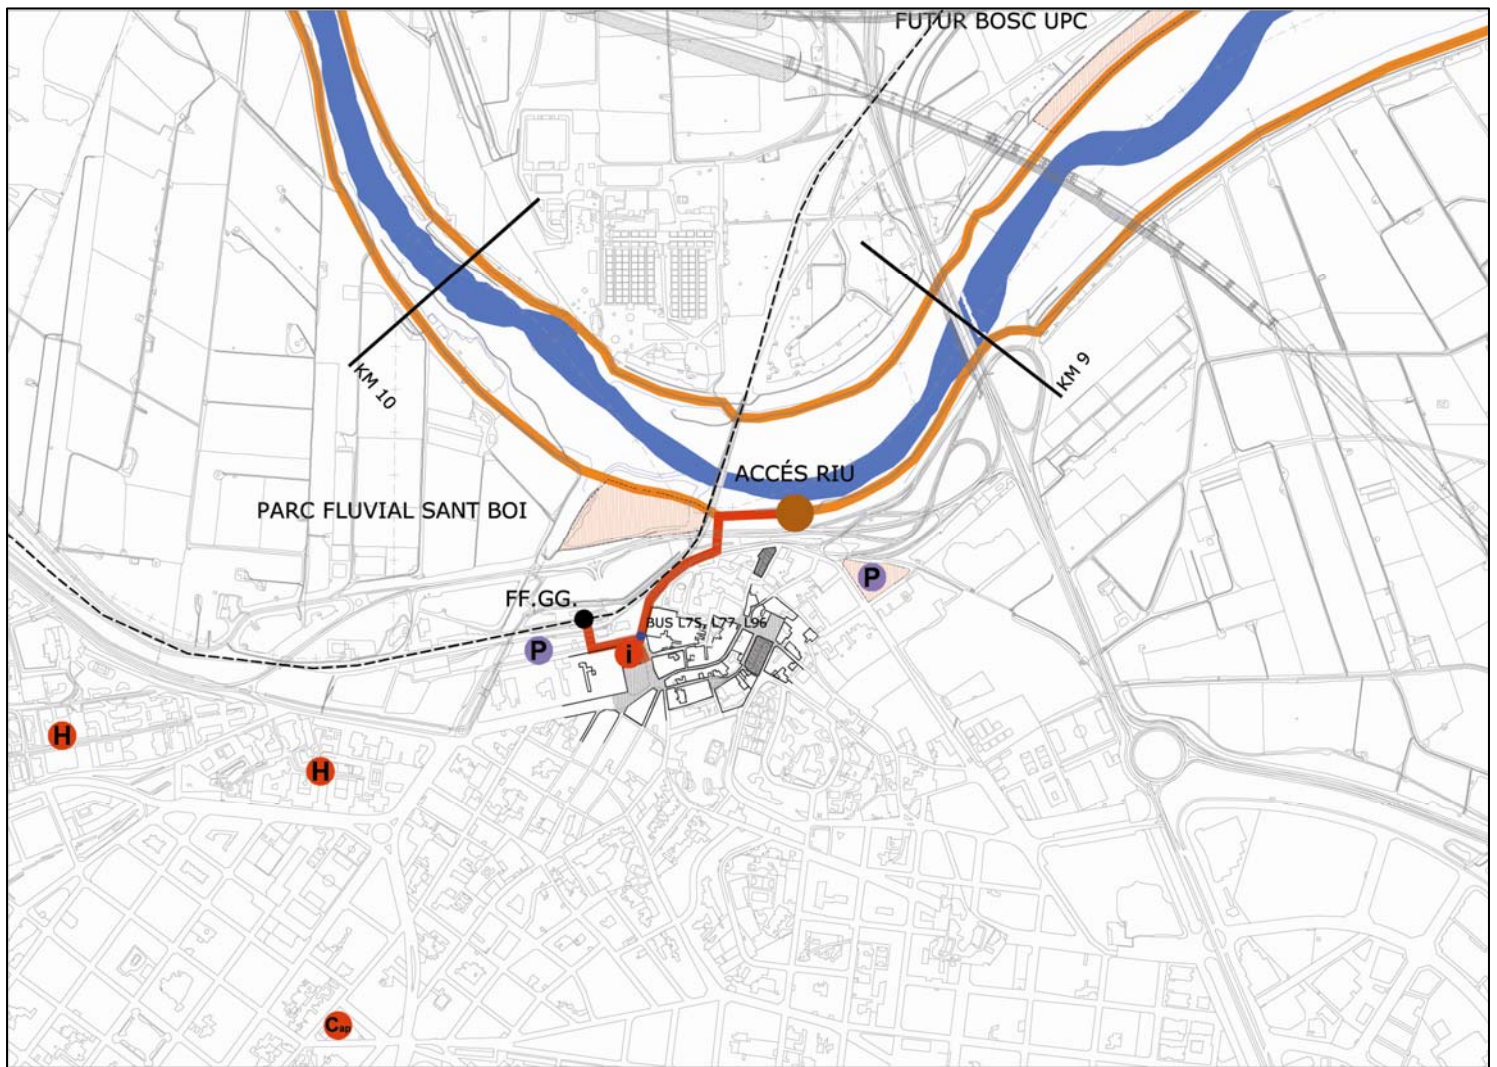 FUTUR BOSC UPC
KM 10
KM 9
ACCÉS RIU
PARC FLUVIAL SANT BOI
P
FF.GG.
BUS L75, L77, L96
P
i
H
H
Cap